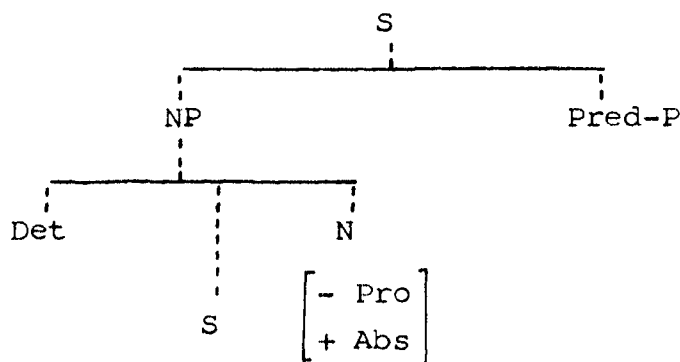 S
NP Pred-P
Det N
S
- Pro
+ Abs